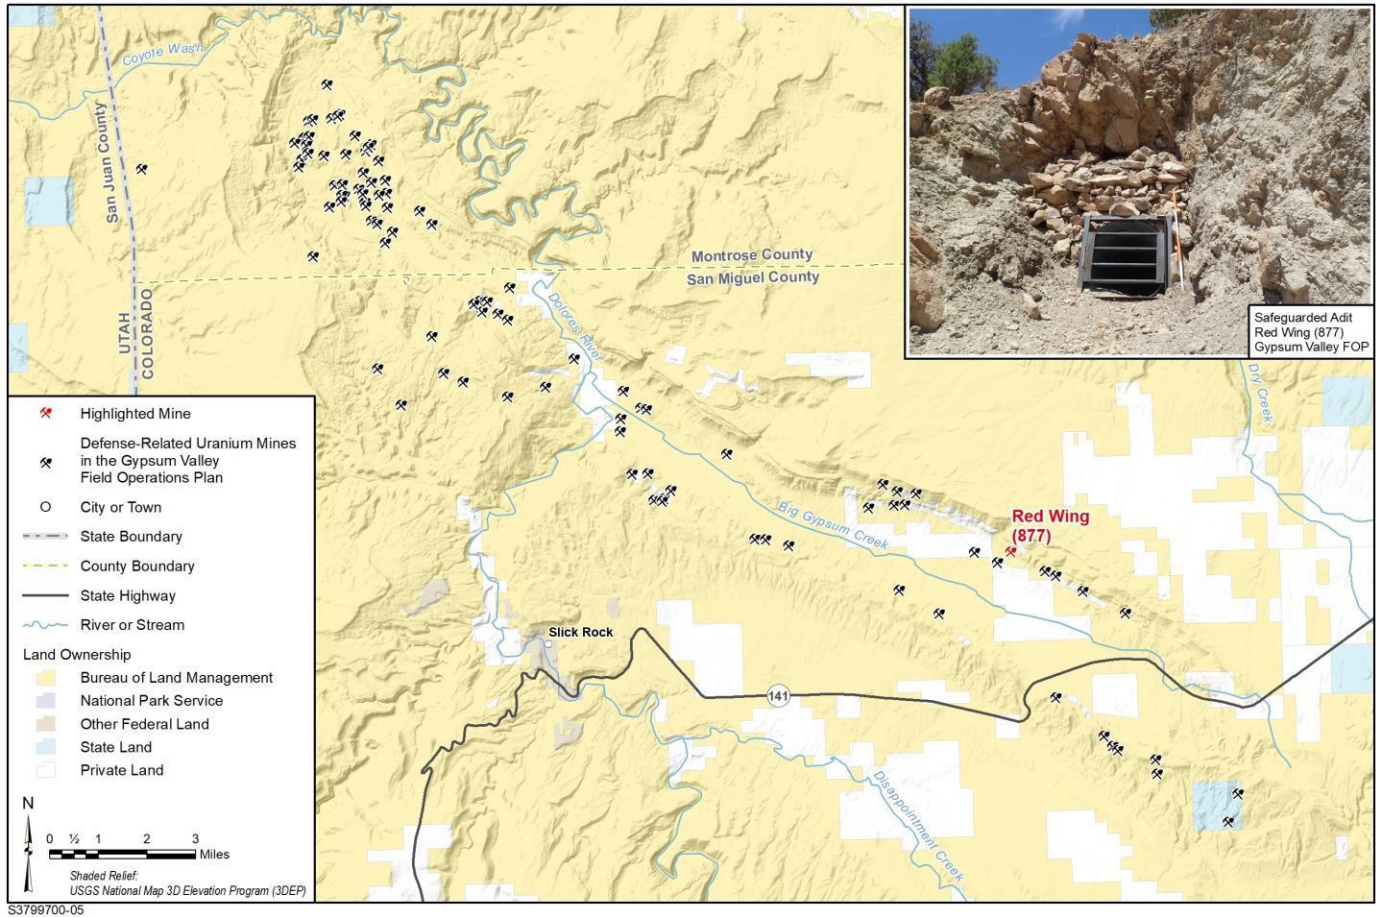 Coyote Wash
San Juan County
UTAH
COLORADO
Montrose County
San Miguel County
Dolores River
Dry Creek
Big Gypsum Creek
Red Wing
(877)
Slick Rock
141
Disappointment Creek
Safeguarded Adit
Red Wing (877)
Gypsum Valley FOP
Highlighted Mine
Defense-Related Uranium Mines
in the Gypsum Valley
Field Operations Plan
City or Town
State Boundary
County Boundary
State Highway
River or Stream
Land Ownership
Bureau of Land Management
National Park Service
Other Federal Land
State Land
Private Land
N
0 ½ 1 2 3
Miles
Shaded Relief:
USGS National Map 3D Elevation Program (3DEP)
S3799700-05